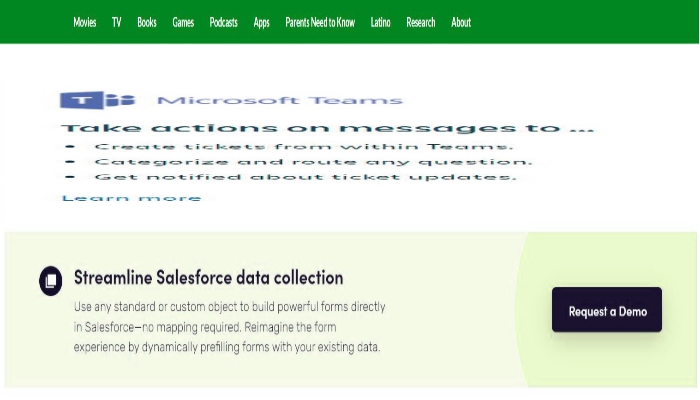 Movies TV Books Games Podcasts Apps Parents Need to Know Latino Research About
T Microsoft Teams
Take actions on messages to ...
• Create tickets from within Teams.
• Categorize and route any question.
• Get notified about ticket updates.
Learn more
Streamline Salesforce data collection
Use any standard or custom object to build powerful forms directly
in Salesforce—no mapping required. Reimagine the form
experience by dynamically prefilling forms with your existing data.
Request a Demo